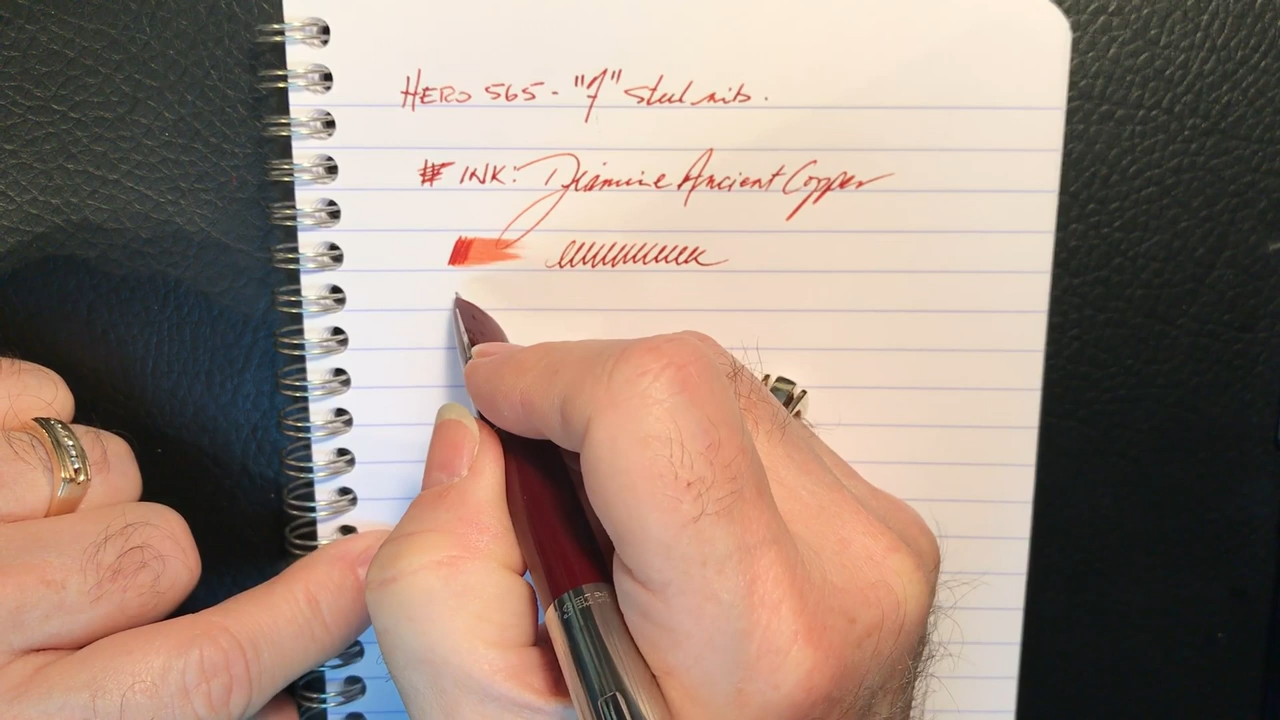 HERO 565 - "f" steel nib.
INK: Diamine Ancient Copper